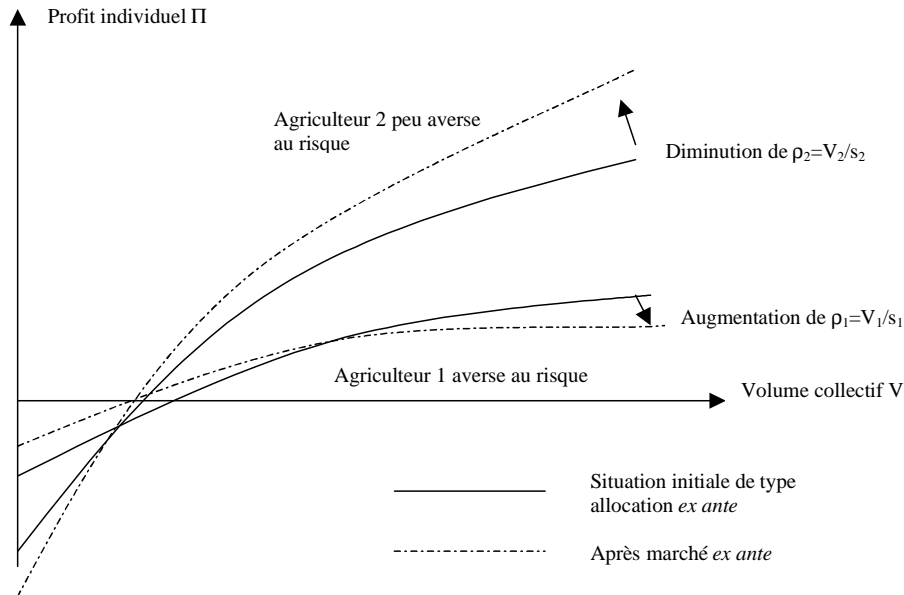 Profit individuel Π
Agriculteur 2 peu averse
au risque
Diminution de ρ₂=V₂/s₂
Augmentation de ρ₁=V₁/s₁
Agriculteur 1 averse au risque
Volume collectif V
Situation initiale de type
allocation ex ante
Après marché ex ante